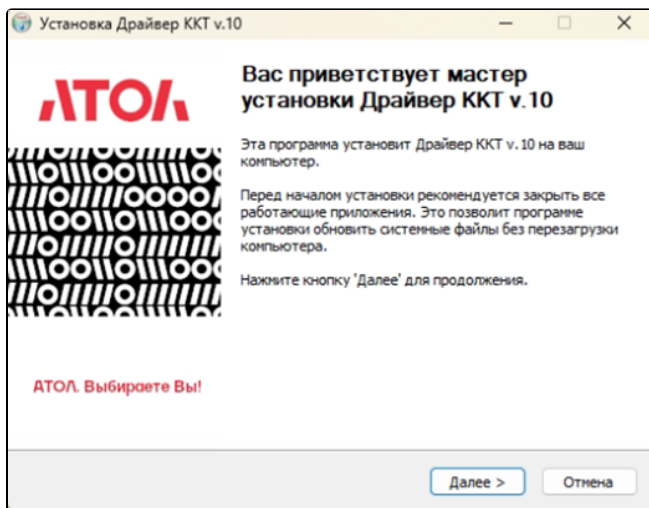 Установка Драйвер ККТ v.10
АТОЛ
Вас приветствует мастер
установки Драйвер ККТ v.10
Эта программа установит Драйвер ККТ v.10 на ваш
компьютер.
Перед началом установки рекомендуется закрыть все
работающие приложения. Это позволит программе
установки обновить системные файлы без перезагрузки
компьютера.
Нажмите кнопку 'Далее' для продолжения.
АТОЛ. Выбираете Вы!
Далее >
Отмена